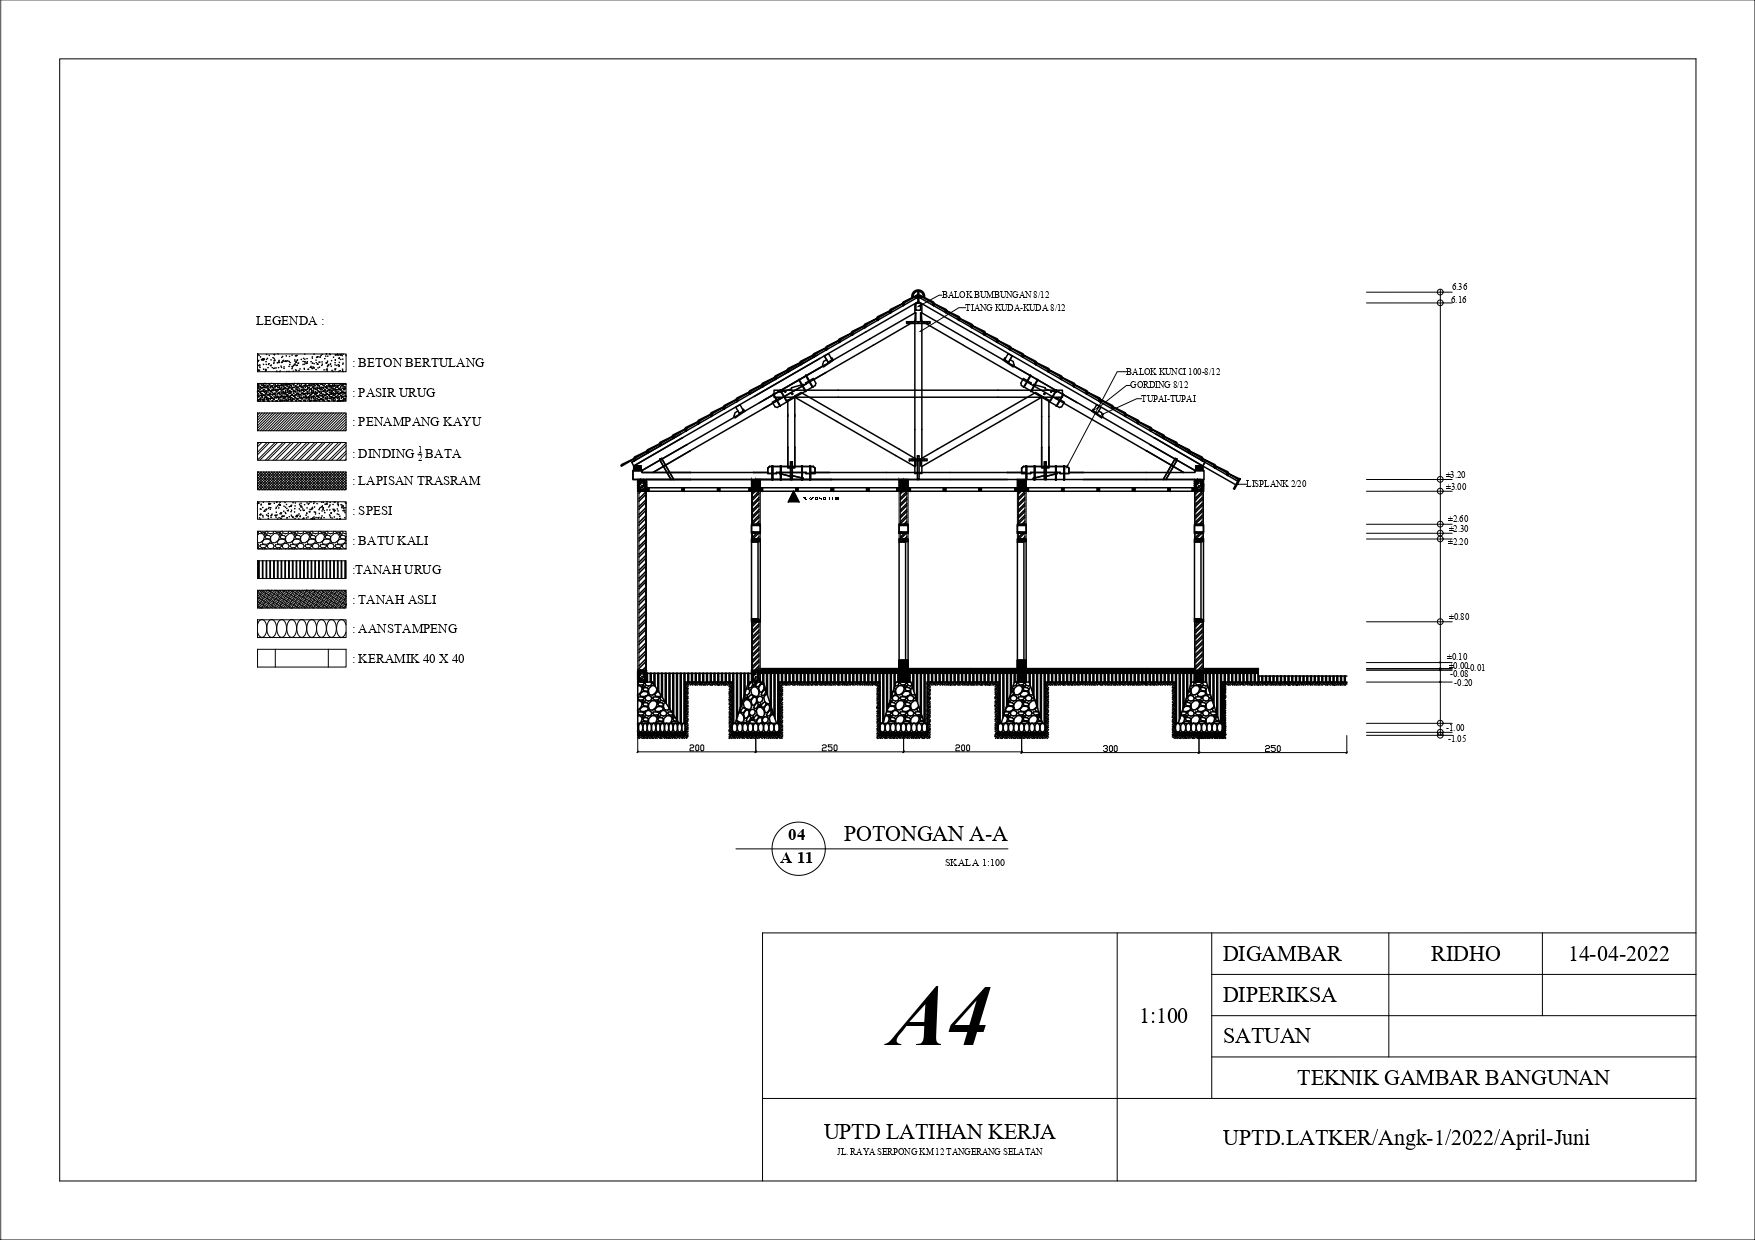 LEGENDA :
: BETON BERTULANG
: PASIR URUG
: PENAMPANG KAYU
: DINDING ½ BATA
: LAPISAN TRASRAM
: SPESI
: BATU KALI
:TANAH URUG
: TANAH ASLI
: AANSTAMPENG
: KERAMIK 40 X 40
BALOK BUMBUNGAN 8/12
TIANG KUDA-KUDA 8/12
BALOK KUNCI 100-8/12
GORDING 8/12
TUPAI-TUPAI
LISPLANK 2/20
6.36
6.16
±3.20
±3.00
±2.60
±2.30
±2.20
±0.80
±0.10
±0.00
-0.01
-0.08
-0.20
-1.00
-1.05
200
250
200
300
250
04
A 11
POTONGAN A-A
SKALA 1:100
A4
1:100
DIGAMBAR
RIDHO
14-04-2022
DIPERIKSA
SATUAN
TEKNIK GAMBAR BANGUNAN
UPTD LATIHAN KERJA
JL. RAYA SERPONG KM 12 TANGERANG SELATAN
UPTD.LATKER/Angk-1/2022/April-Juni